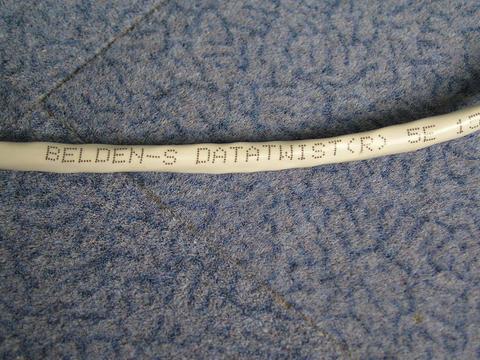 BELDEN-S DATATWIST(R) 5E